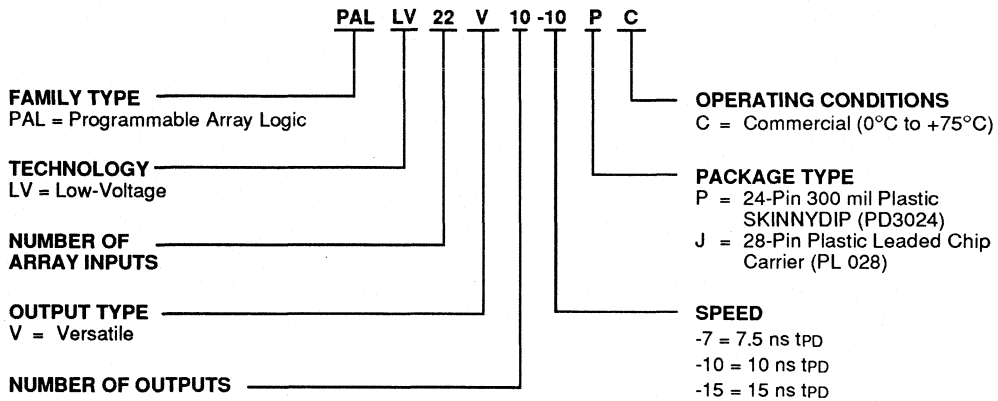 PAL LV 22 V 10 -10 P C
FAMILY TYPE
PAL = Programmable Array Logic
TECHNOLOGY
LV = Low-Voltage
NUMBER OF
ARRAY INPUTS
OUTPUT TYPE
V = Versatile
NUMBER OF OUTPUTS
OPERATING CONDITIONS
C = Commercial (0°C to +75°C)
PACKAGE TYPE
P = 24-Pin 300 mil Plastic
SKINNYDIP (PD3024)
J = 28-Pin Plastic Leaded Chip
Carrier (PL 028)
SPEED
-7 = 7.5 ns tPD
-10 = 10 ns tPD
-15 = 15 ns tPD